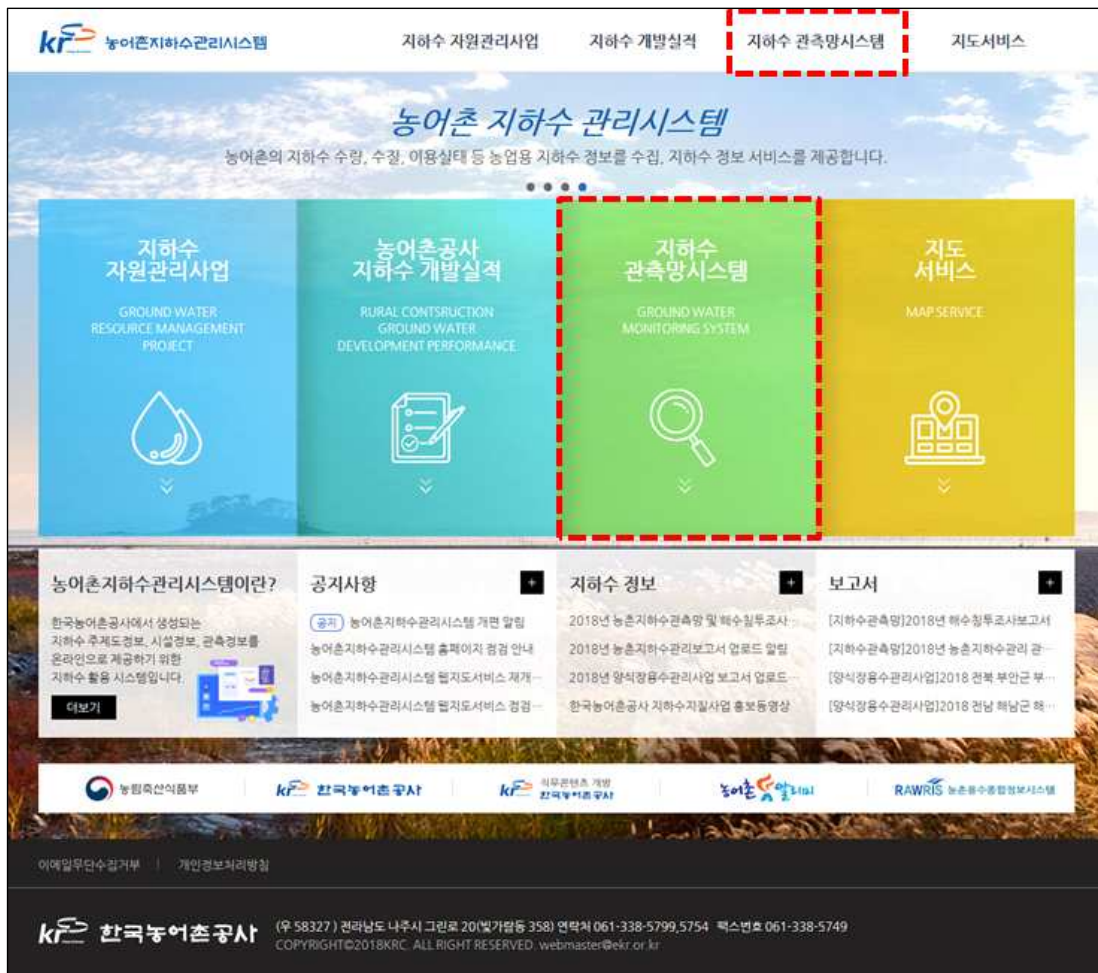 kr 농어촌지하수관리시스템
지하수 자원관리사업
지하수 개발실적
지하수 관측망시스템
지도서비스
농어촌 지하수 관리시스템
농어촌의 지하수 수량, 수질, 이용실태 등 농업용 지하수 정보를 수집, 지하수 정보 서비스를 제공합니다.
지하수
자원관리사업
GROUND WATER
RESOURCE MANAGEMENT
PROJECT
농어촌공사
지하수 개발실적
RURAL CONTSRUCTION
GROUND WATER
DEVELOPMENT PERFORMANCE
지하수
관측망시스템
GROUND WATER
MONITORING SYSTEM
지도
서비스
MAP SERVICE
농어촌지하수관리시스템이란?
한국농어촌공사에서 생성되는
지하수 주제도정보, 시설정보, 관측정보를
온라인으로 제공하기 위한
지하수 활용 시스템입니다.
더보기
공지사항 +
공지 농어촌지하수관리시스템 개편 알림
농어촌지하수관리시스템 홈페이지 점검 안내
농어촌지하수관리시스템 웹지도서비스 재개…
농어촌지하수관리시스템 웹지도서비스 점검…
지하수 정보 +
2018년 농촌지하수관측망 및 해수침투조사…
2018년 농촌지하수관리보고서 업로드 알림
2018년 양식장용수관리사업 보고서 업로드…
한국농어촌공사 지하수지질사업 홍보동영상
보고서 +
[지하수관측망]2018년 해수침투조사보고서
[지하수관측망]2018년 농촌지하수관리 관…
[양식장용수관리사업]2018 전북 부안군 부…
[양식장용수관리사업]2018 전남 해남군 해…
농림축산식품부
kr 한국농어촌공사
kr 직무콘텐츠 개발
한국농어촌공사
농어촌 알리미
RAWRIS 농촌용수종합정보시스템
이메일무단수집거부 | 개인정보처리방침
kr 한국농어촌공사
(우 58327 ) 전라남도 나주시 그린로 20(빛가람동 358) 연락처 061-338-5799,5754 팩스번호 061-338-5749
COPYRIGHT©2018KRC. ALL RIGHT RESERVED. webmaster@ekr.or.kr